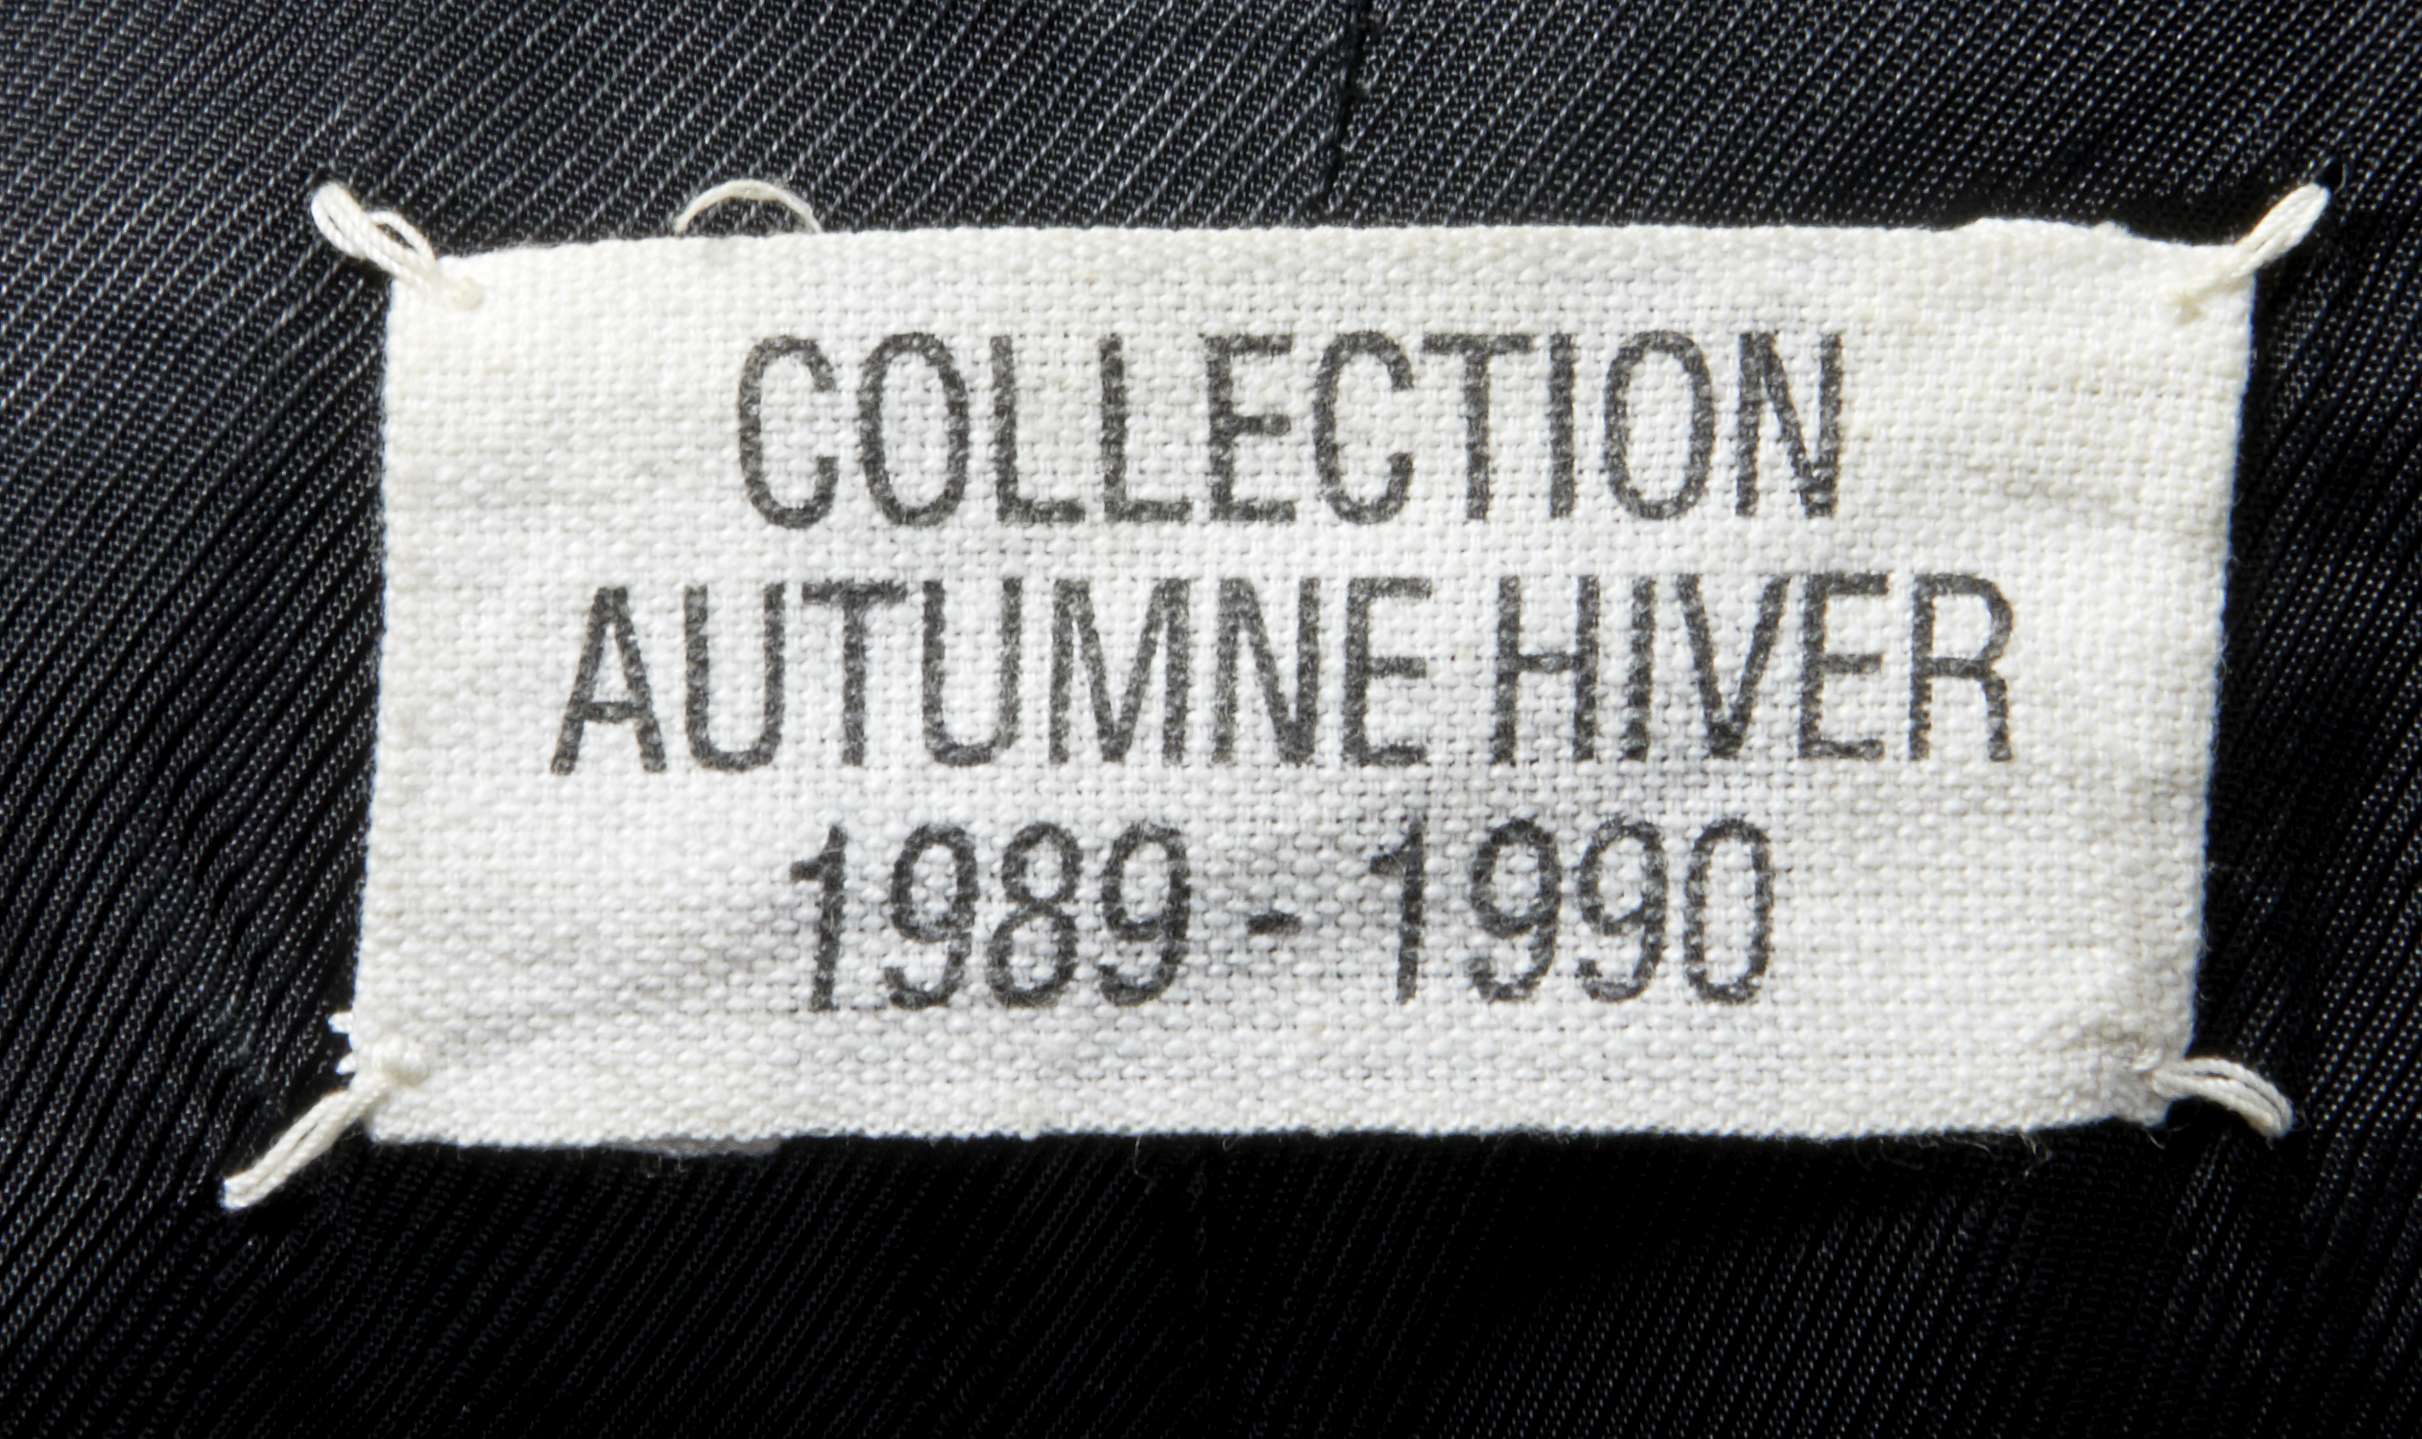 COLLECTION
AUTUMNE HIVER
1989 - 1990